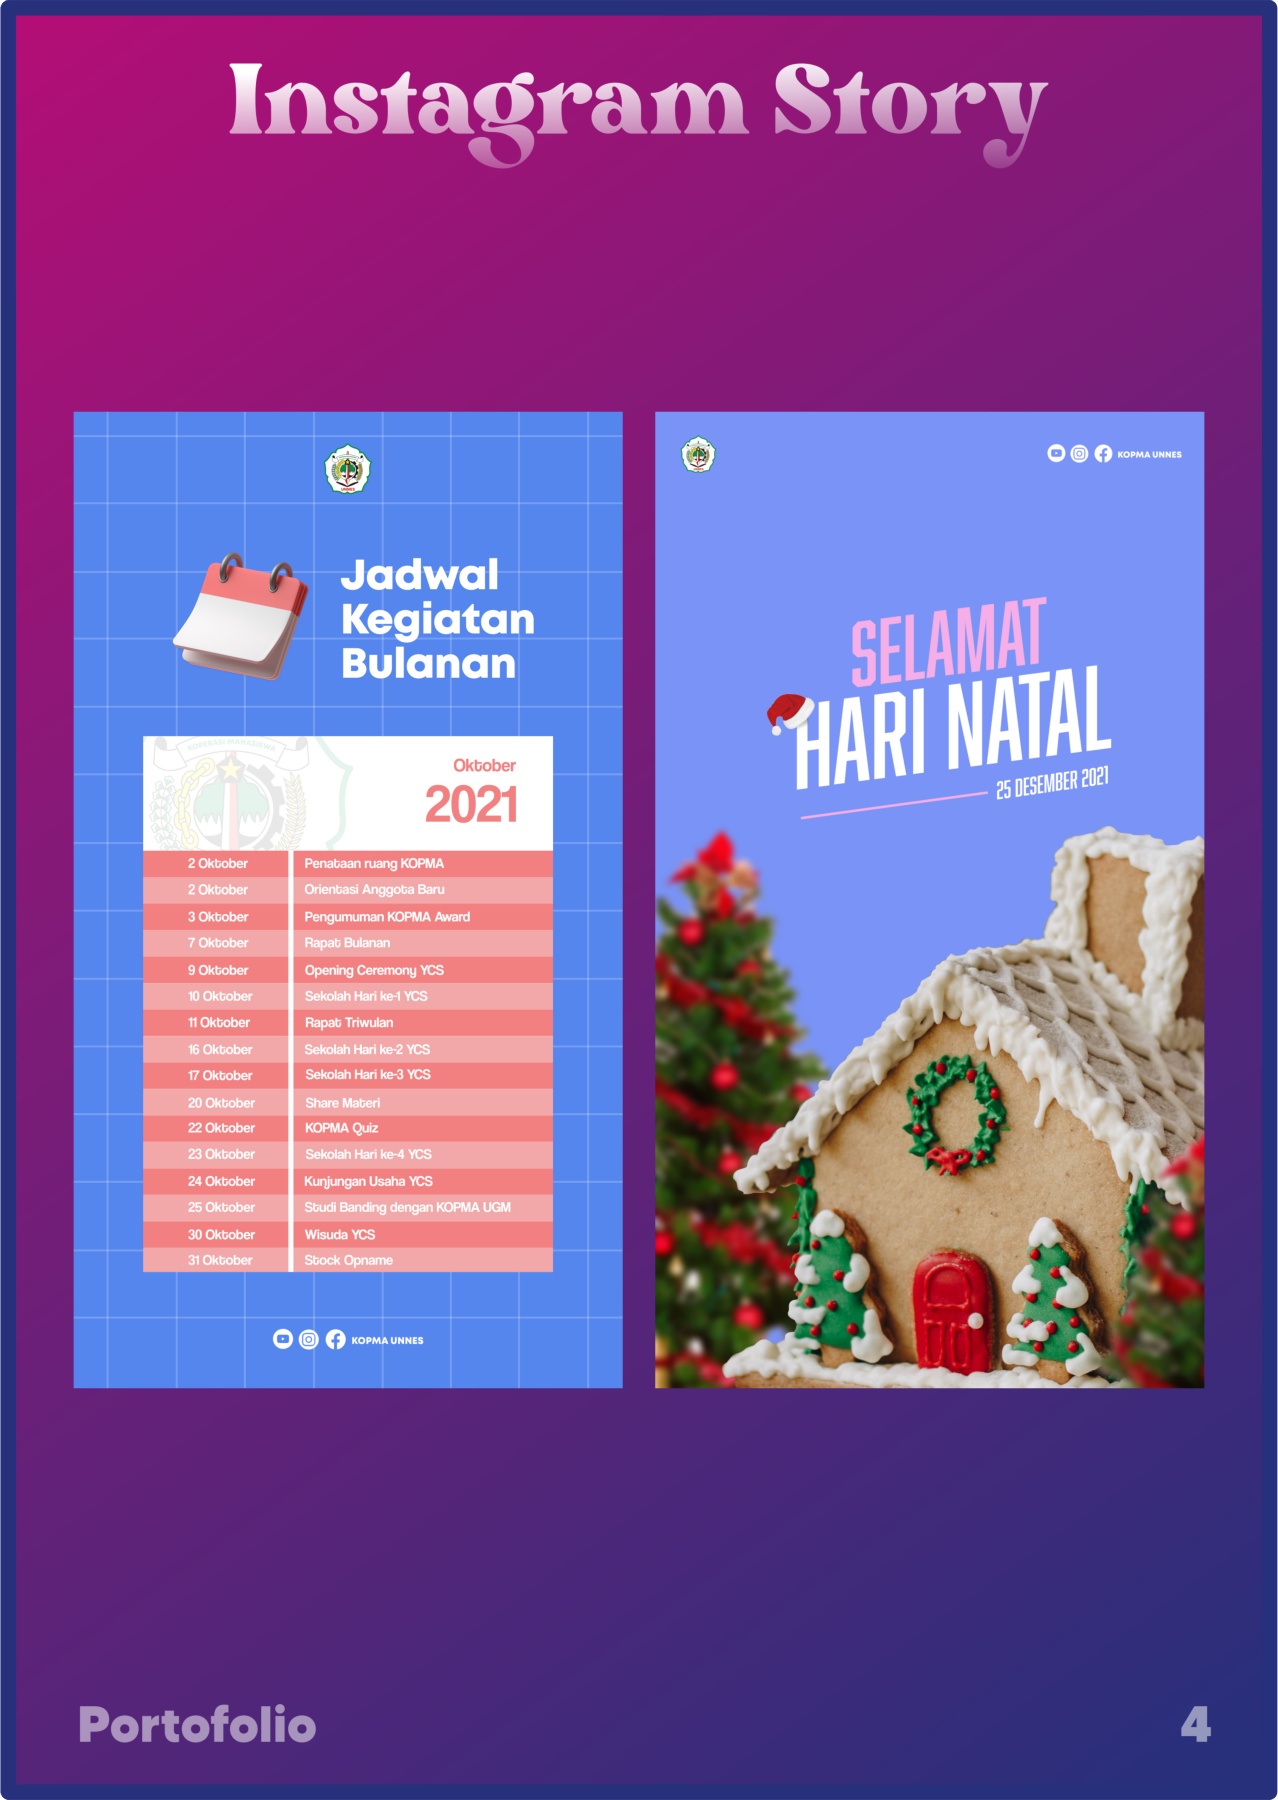 Instagram Story
UNNES
Jadwal
Kegiatan
Bulanan
KOPERASI MAHASISWA
Oktober
2021
2 Oktober Penataan ruang KOPMA
2 Oktober Orientasi Anggota Baru
3 Oktober Pengumuman KOPMA Award
7 Oktober Rapat Bulanan
9 Oktober Opening Ceremony YCS
10 Oktober Sekolah Hari ke-1 YCS
11 Oktober Rapat Triwulan
16 Oktober Sekolah Hari ke-2 YCS
17 Oktober Sekolah Hari ke-3 YCS
20 Oktober Share Materi
22 Oktober KOPMA Quiz
23 Oktober Sekolah Hari ke-4 YCS
24 Oktober Kunjungan Usaha YCS
25 Oktober Studi Banding dengan KOPMA UGM
30 Oktober Wisuda YCS
31 Oktober Stock Opname
KOPMA UNNES
KOPMA UNNES
SELAMAT
HARI NATAL
25 DESEMBER 2021
Portofolio
4